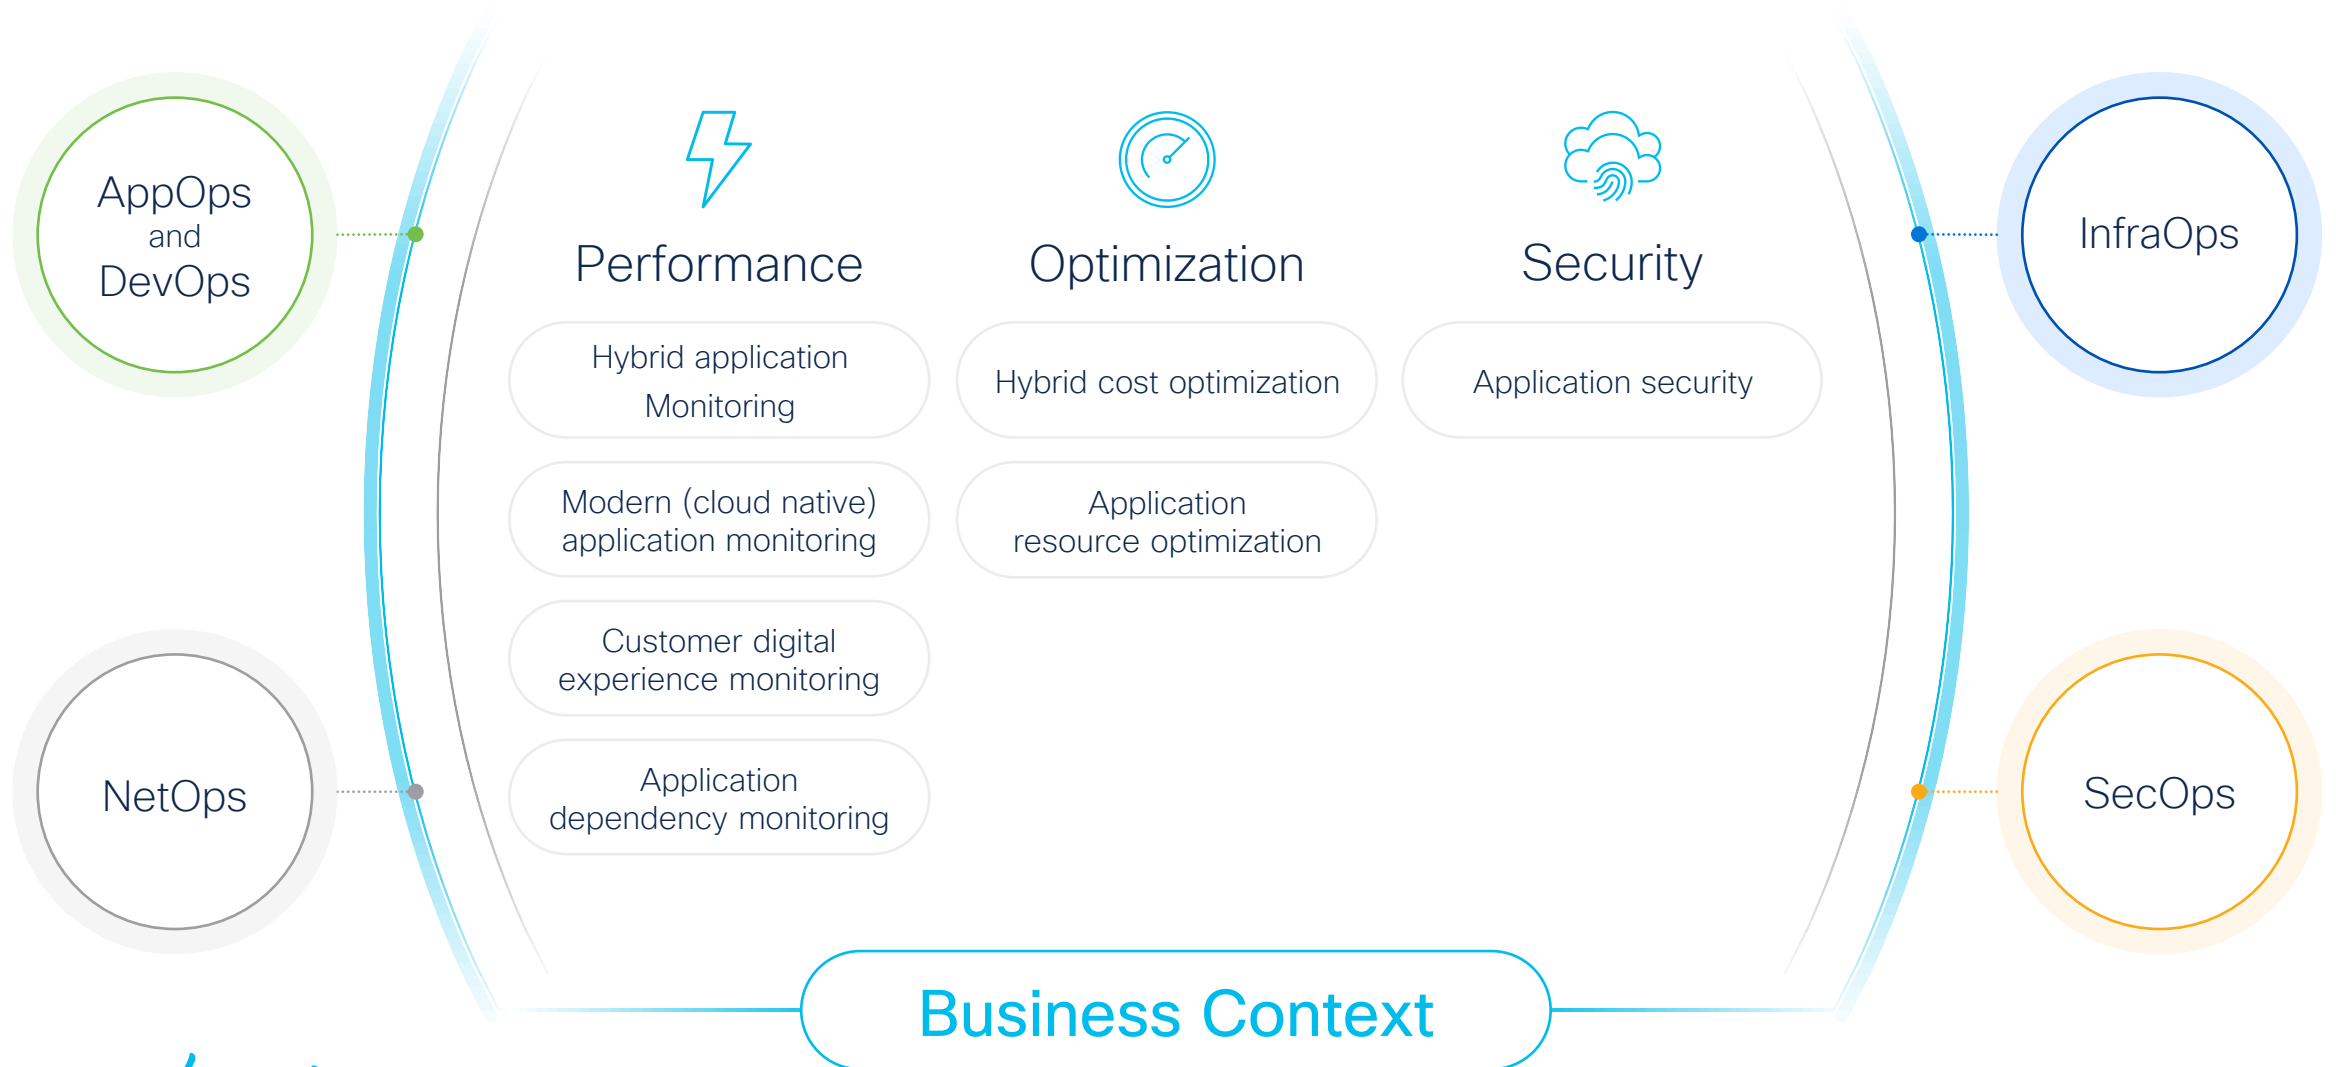 AppOps
and
DevOps
NetOps
Performance
Hybrid application
Monitoring
Modern (cloud native)
application monitoring
Customer digital
experience monitoring
Application
dependency monitoring
Optimization
Hybrid cost optimization
Application
resource optimization
Security
Application security
InfraOps
SecOps
Business Context